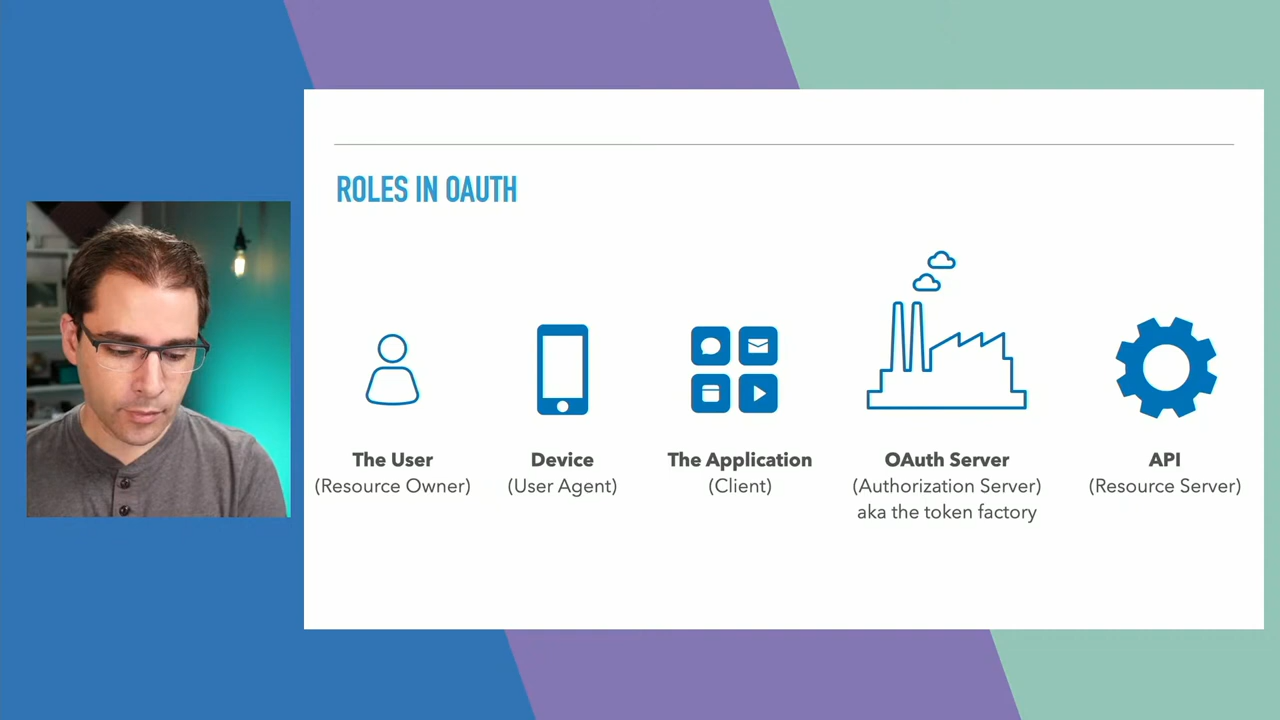 ROLES IN OAUTH
The User
(Resource Owner)
Device
(User Agent)
The Application
(Client)
OAuth Server
(Authorization Server)
aka the token factory
API
(Resource Server)